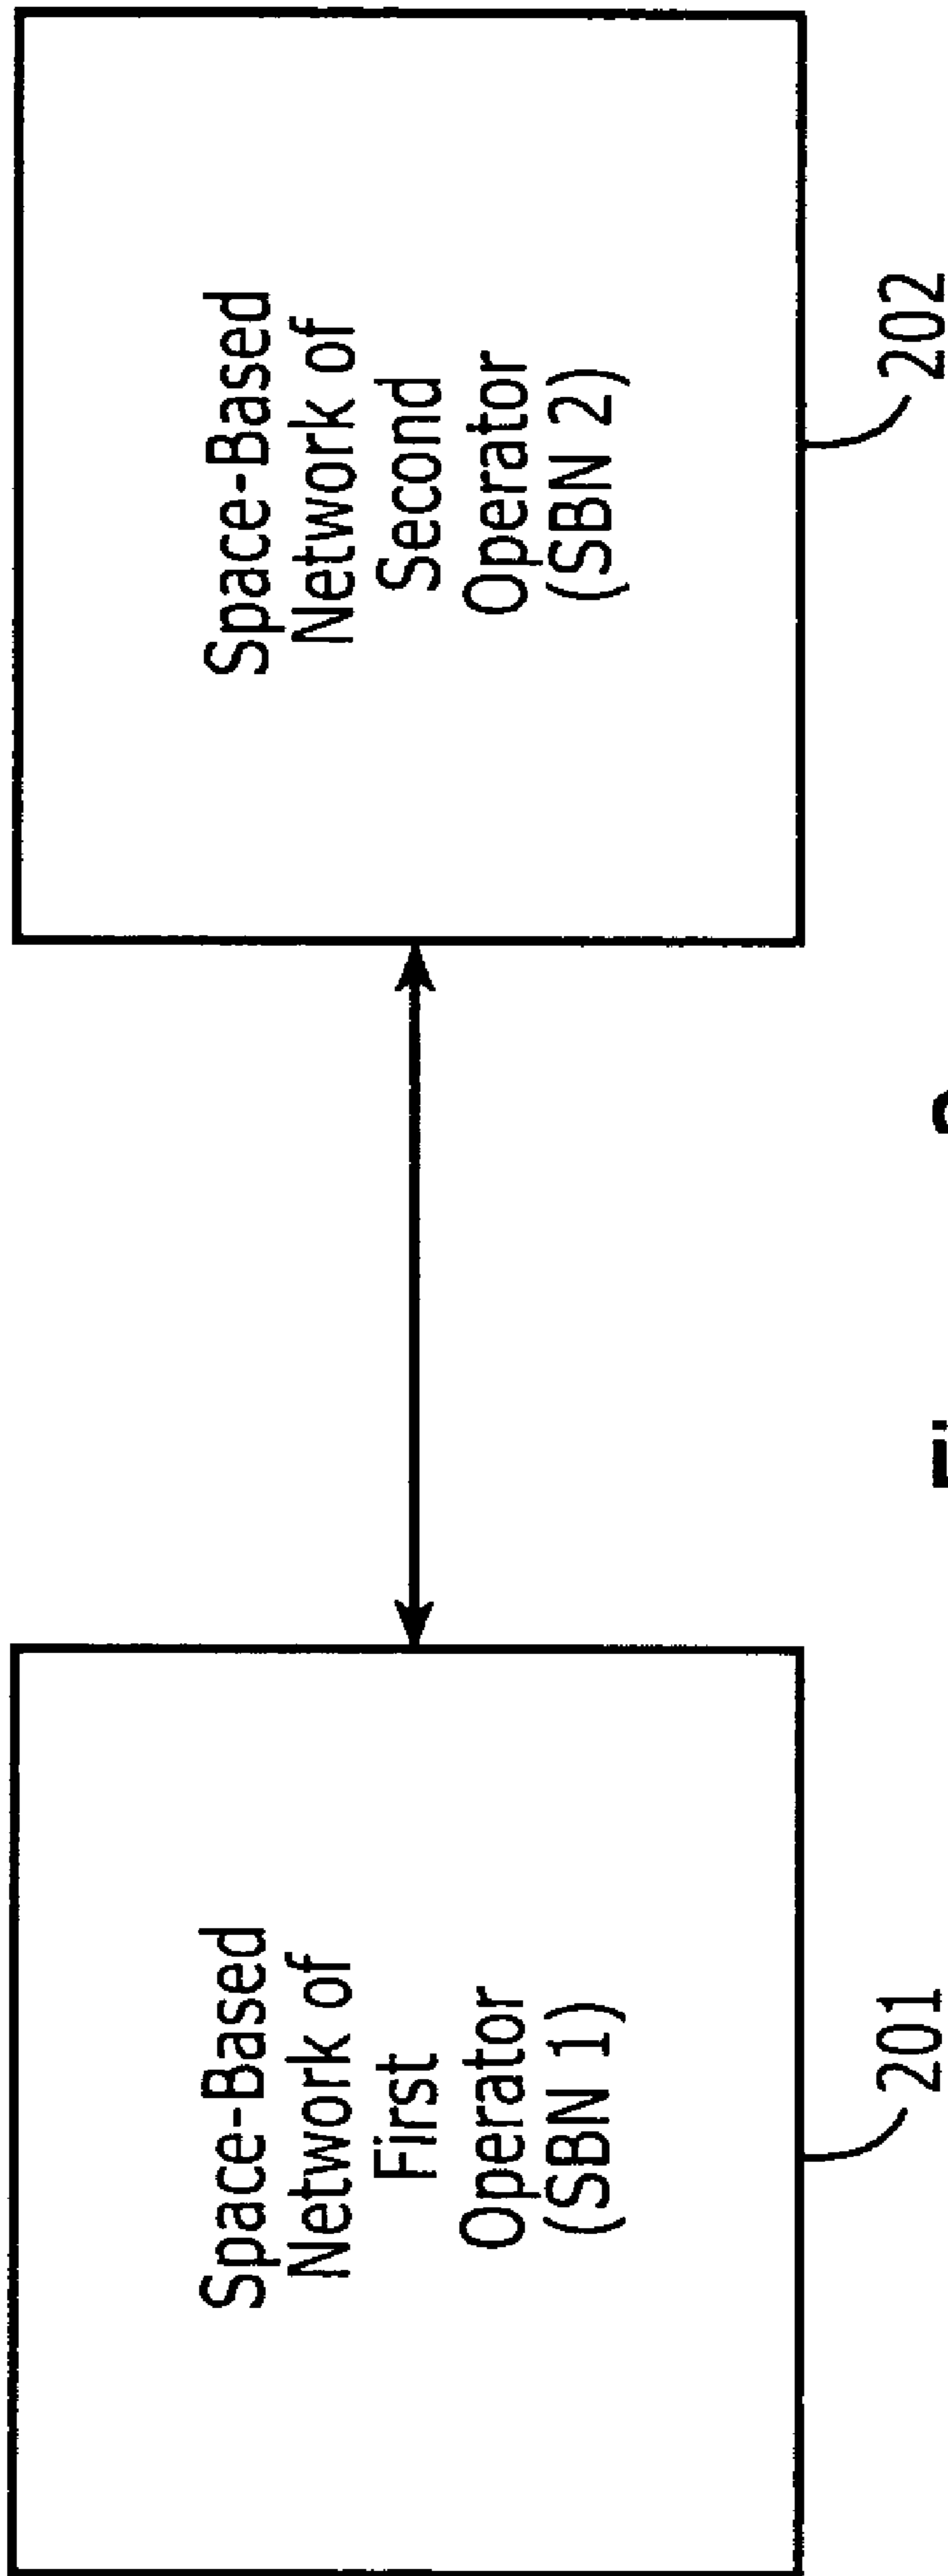 Space-Based
Network of
First
Operator
(SBN 1)
201
Space-Based
Network of
Second
Operator
(SBN 2)
202